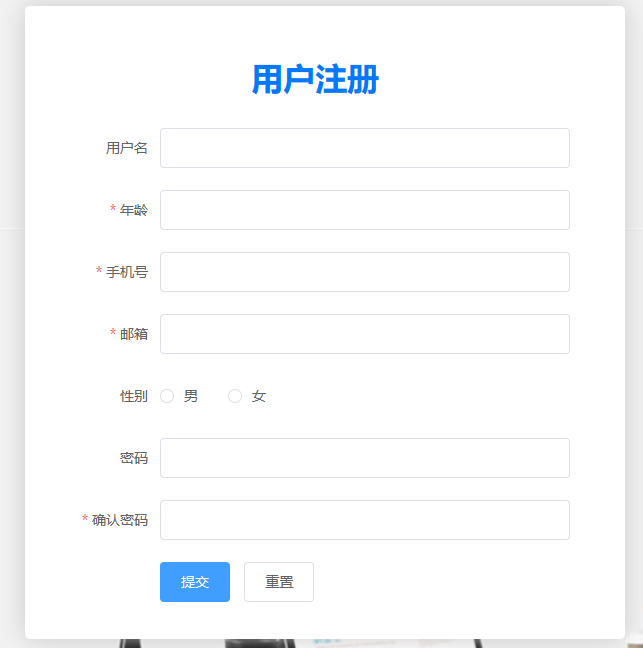 用户注册
用户名
* 年龄
* 手机号
* 邮箱
性别 男 女
密码
* 确认密码
提交 重置